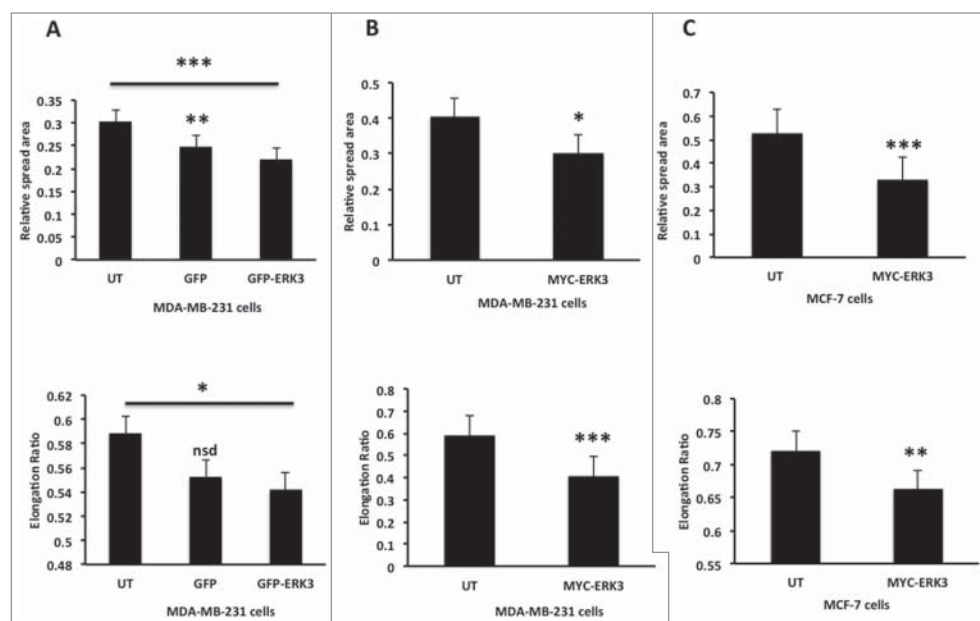 A
***
0.35
0.3
0.25
0.2
0.15
0.1
0.05
0
Relative spread area
**
UT GFP GFP-ERK3
MDA-MB-231 cells
*
0.62
0.6
0.58
0.56
0.54
0.52
0.5
0.48
Elongation Ratio
nsd
UT GFP GFP-ERK3
MDA-MB-231 cells
B
0.5
0.4
0.3
0.2
0.1
0
Relative spread area
*
UT MYC-ERK3
MDA-MB-231 cells
0.9
0.8
0.7
0.6
0.5
0.4
0.3
0.2
0.1
0
Elongation Ratio
***
UT MYC-ERK3
MDA-MB-231 cells
C
0.7
0.6
0.5
0.4
0.3
0.2
0.1
0
Relative spread area
***
UT MYC-ERK3
MCF-7 cells
0.8
0.75
0.7
0.65
0.6
0.55
Elongation Ratio
**
UT MYC-ERK3
MCF-7 cells